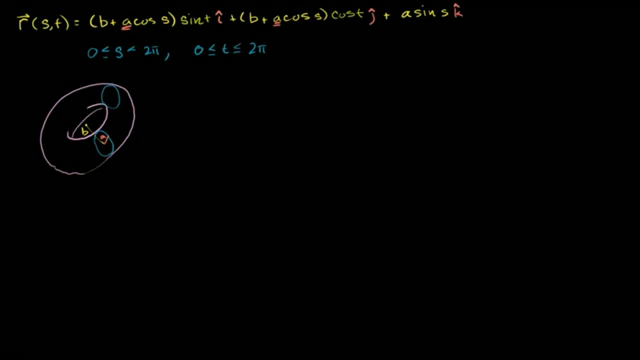 r⃗(s,t) = (b + a cos s) sin t î + (b + a cos s) cos t ĵ + a sin s k̂
0 ≤ s < 2π, 0 ≤ t ≤ 2π
b
a